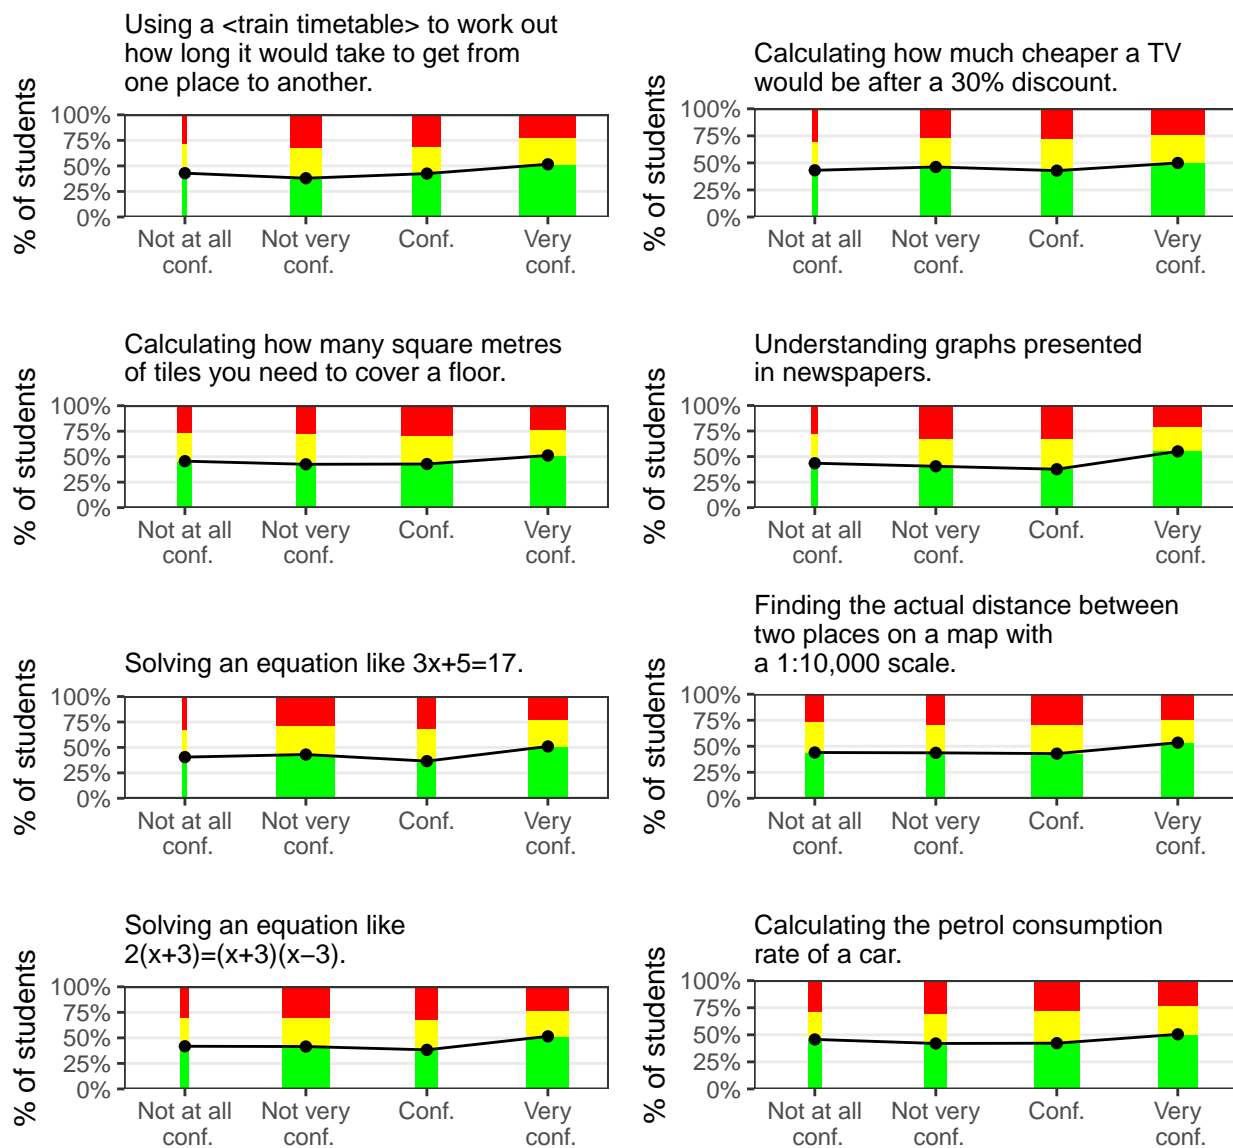 Using a <train timetable> to work out
how long it would take to get from
one place to another.
% of students
100%
75%
50%
25%
0%
Not at all
conf.
Not very
conf.
Conf.
Very
conf.
Calculating how much cheaper a TV
would be after a 30% discount.
% of students
100%
75%
50%
25%
0%
Not at all
conf.
Not very
conf.
Conf.
Very
conf.
Calculating how many square metres
of tiles you need to cover a floor.
% of students
100%
75%
50%
25%
0%
Not at all
conf.
Not very
conf.
Conf.
Very
conf.
Understanding graphs presented
in newspapers.
% of students
100%
75%
50%
25%
0%
Not at all
conf.
Not very
conf.
Conf.
Very
conf.
Solving an equation like 3x+5=17.
% of students
100%
75%
50%
25%
0%
Not at all
conf.
Not very
conf.
Conf.
Very
conf.
Finding the actual distance between
two places on a map with
a 1:10,000 scale.
% of students
100%
75%
50%
25%
0%
Not at all
conf.
Not very
conf.
Conf.
Very
conf.
Solving an equation like
2(x+3)=(x+3)(x−3).
% of students
100%
75%
50%
25%
0%
Not at all
conf.
Not very
conf.
Conf.
Very
conf.
Calculating the petrol consumption
rate of a car.
% of students
100%
75%
50%
25%
0%
Not at all
conf.
Not very
conf.
Conf.
Very
conf.